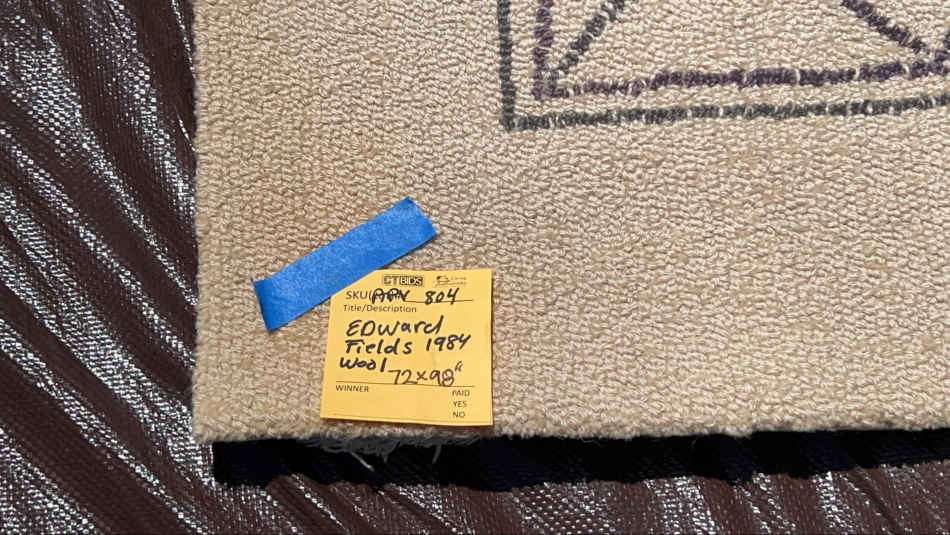 CTBIDS
SKU 804
Title/Description
EDward
Fields 1984
Wool 72x98"
WINNER
PAID
YES
NO